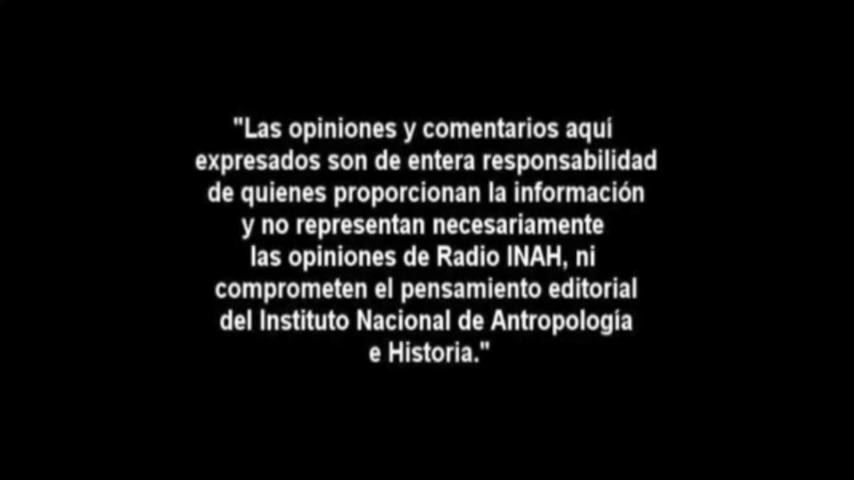 "Las opiniones y comentarios aquí
expresados son de entera responsabilidad
de quienes proporcionan la información
y no representan necesariamente
las opiniones de Radio INAH, ni
comprometen el pensamiento editorial
del Instituto Nacional de Antropología
e Historia."